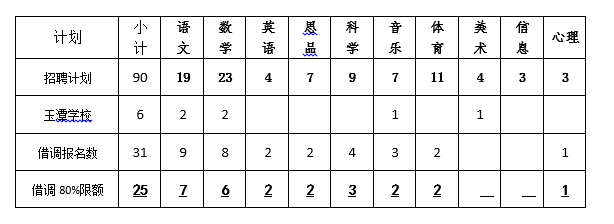 计划 小计 语文 数学 英语 思品 科学 音乐 体育 美术 信息 心理
招聘计划 90 19 23 4 7 9 7 11 4 3 3
玉潭学校 6 2 2 1 1
借调报名数 31 9 8 2 2 4 3 2 1
借调 80%限额 25 7 6 2 2 3 2 2 1